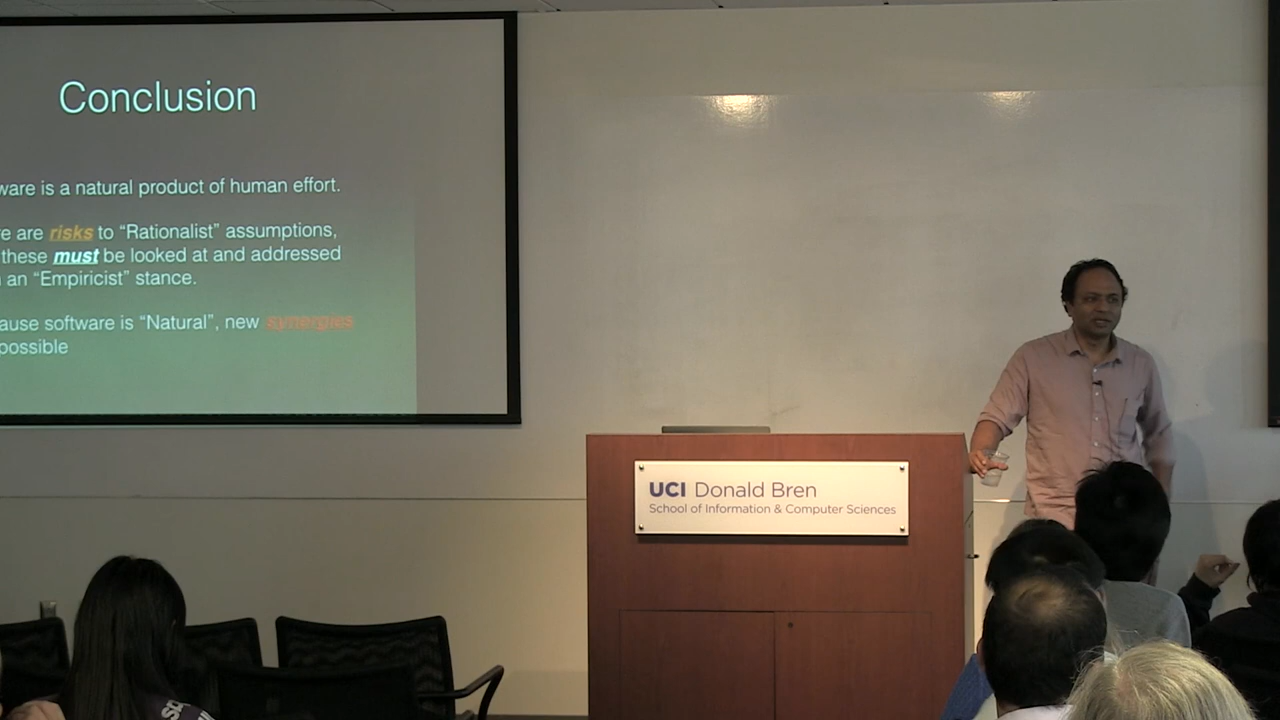 Conclusion
ware is a natural product of human effort.
e are risks to “Rationalist” assumptions,
these must be looked at and addressed
an “Empiricist” stance.
ause software is “Natural”, new synergies
possible
UCI Donald Bren
School of Information & Computer Sciences